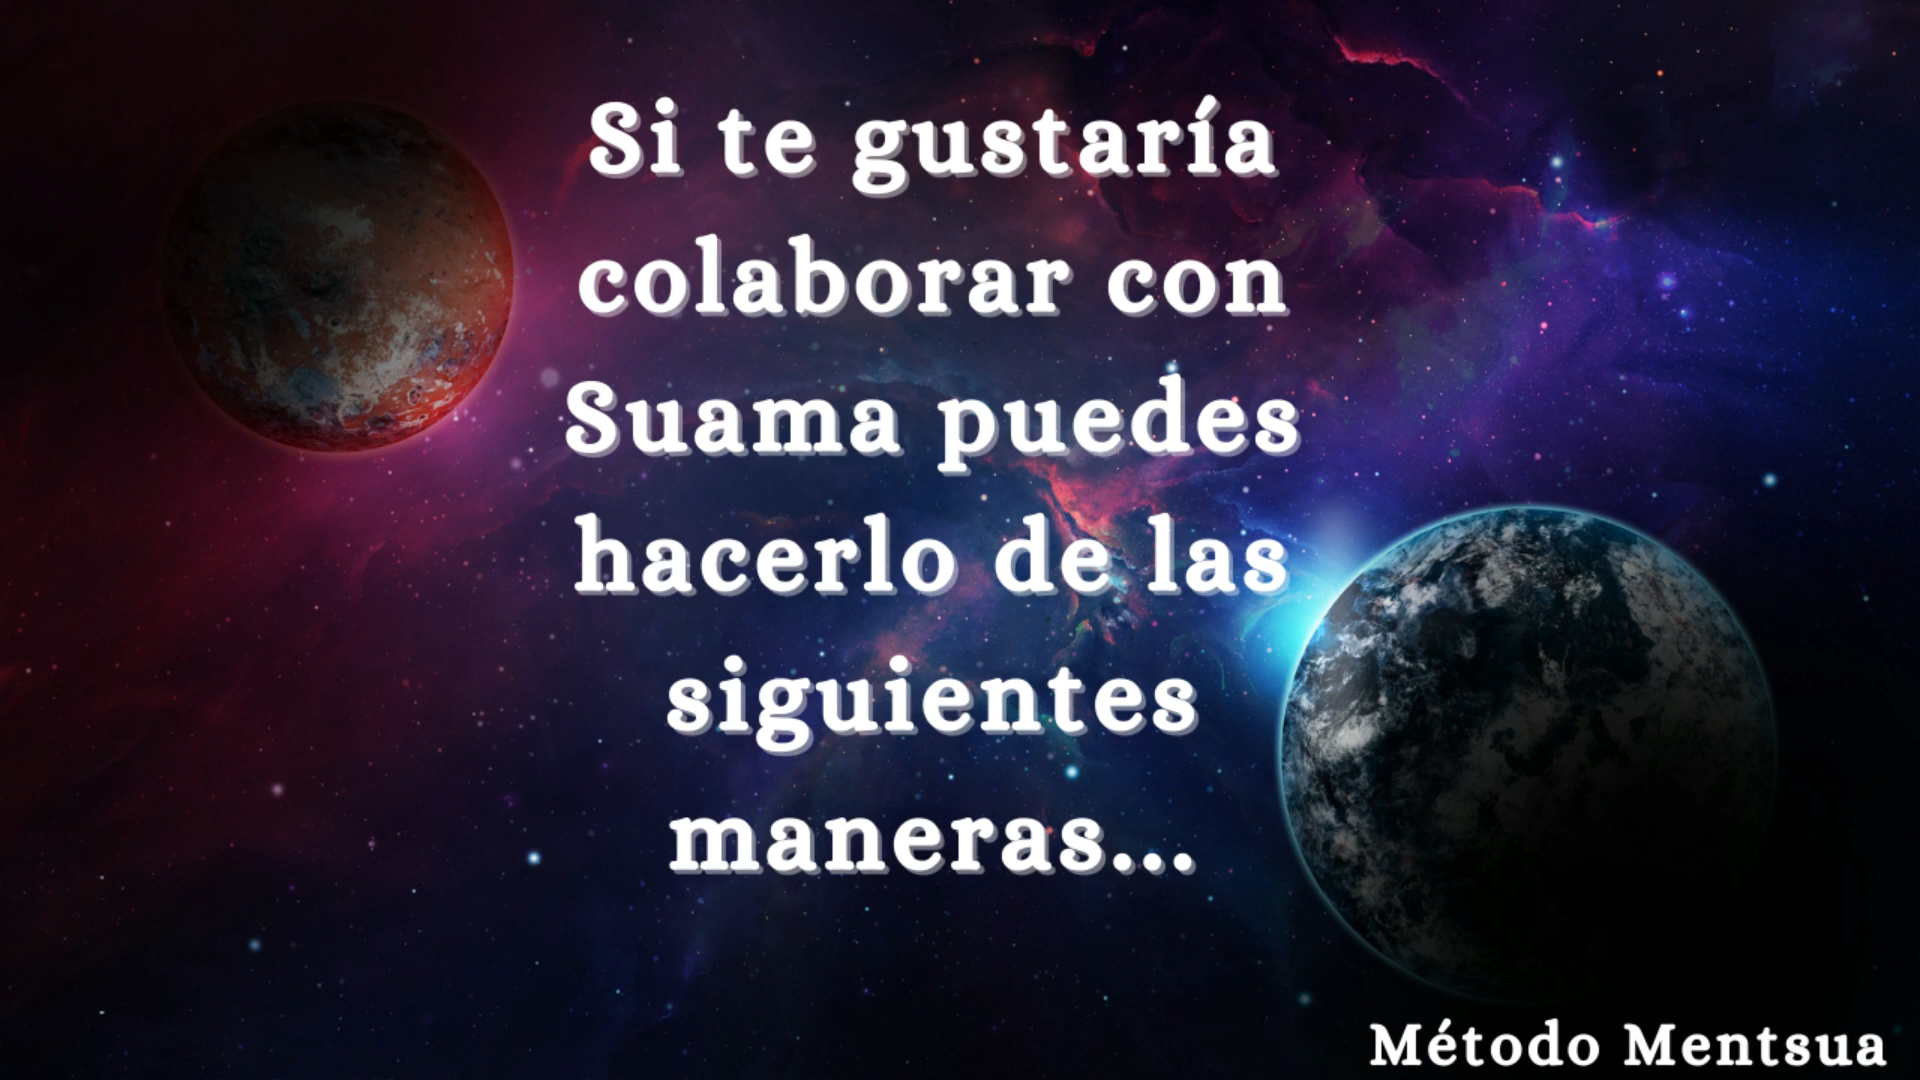 Si te gustaría
colaborar con
Suama puedes
hacerlo de las
siguientes
maneras...
Método Mentsua